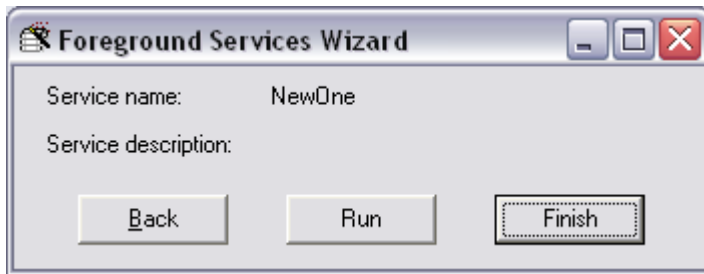 Foreground Services Wizard
Service name: NewOne
Service description:
Back Run Finish